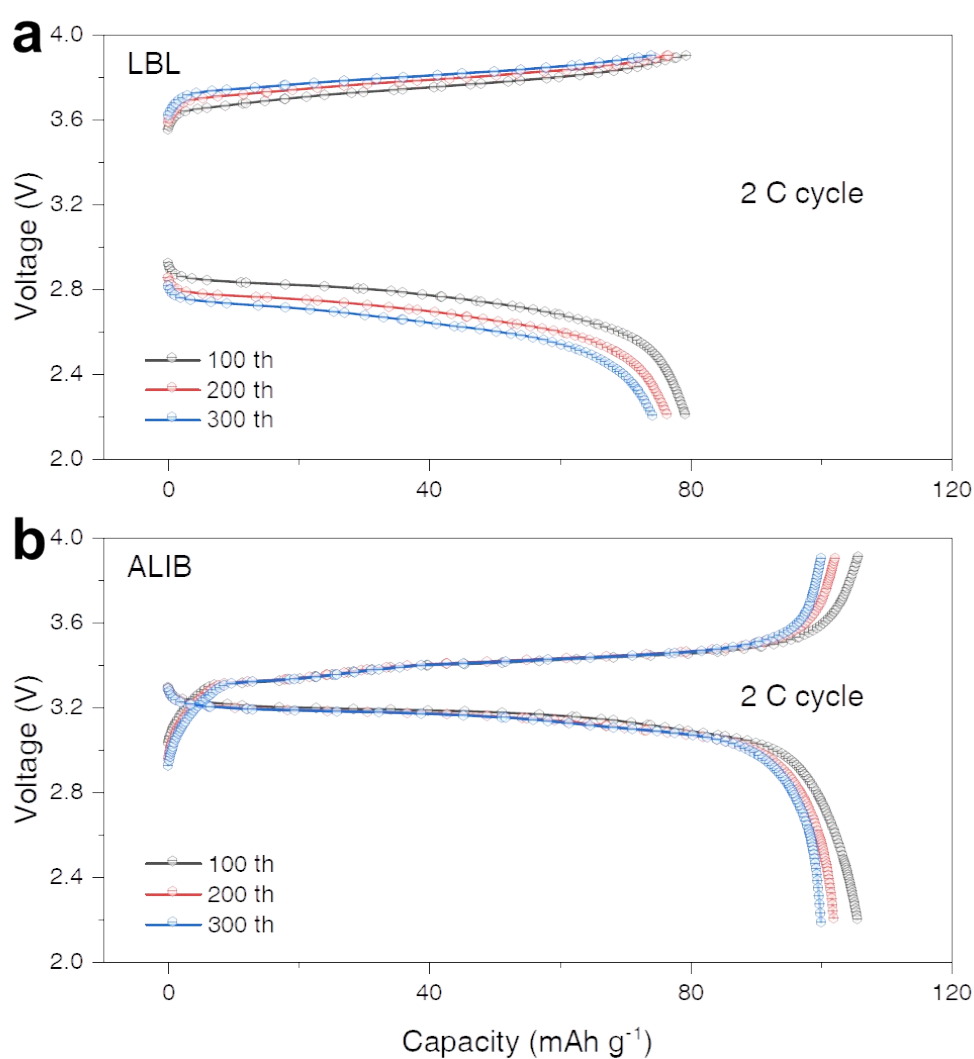 a
LBL
2 C cycle
Voltage (V)
4.0
3.6
3.2
2.8
2.4
2.0
100 th
200 th
300 th
0 40 80 120
b
ALIB
2 C cycle
Voltage (V)
4.0
3.6
3.2
2.8
2.4
2.0
100 th
200 th
300 th
0 40 80 120
Capacity (mAh g⁻¹)